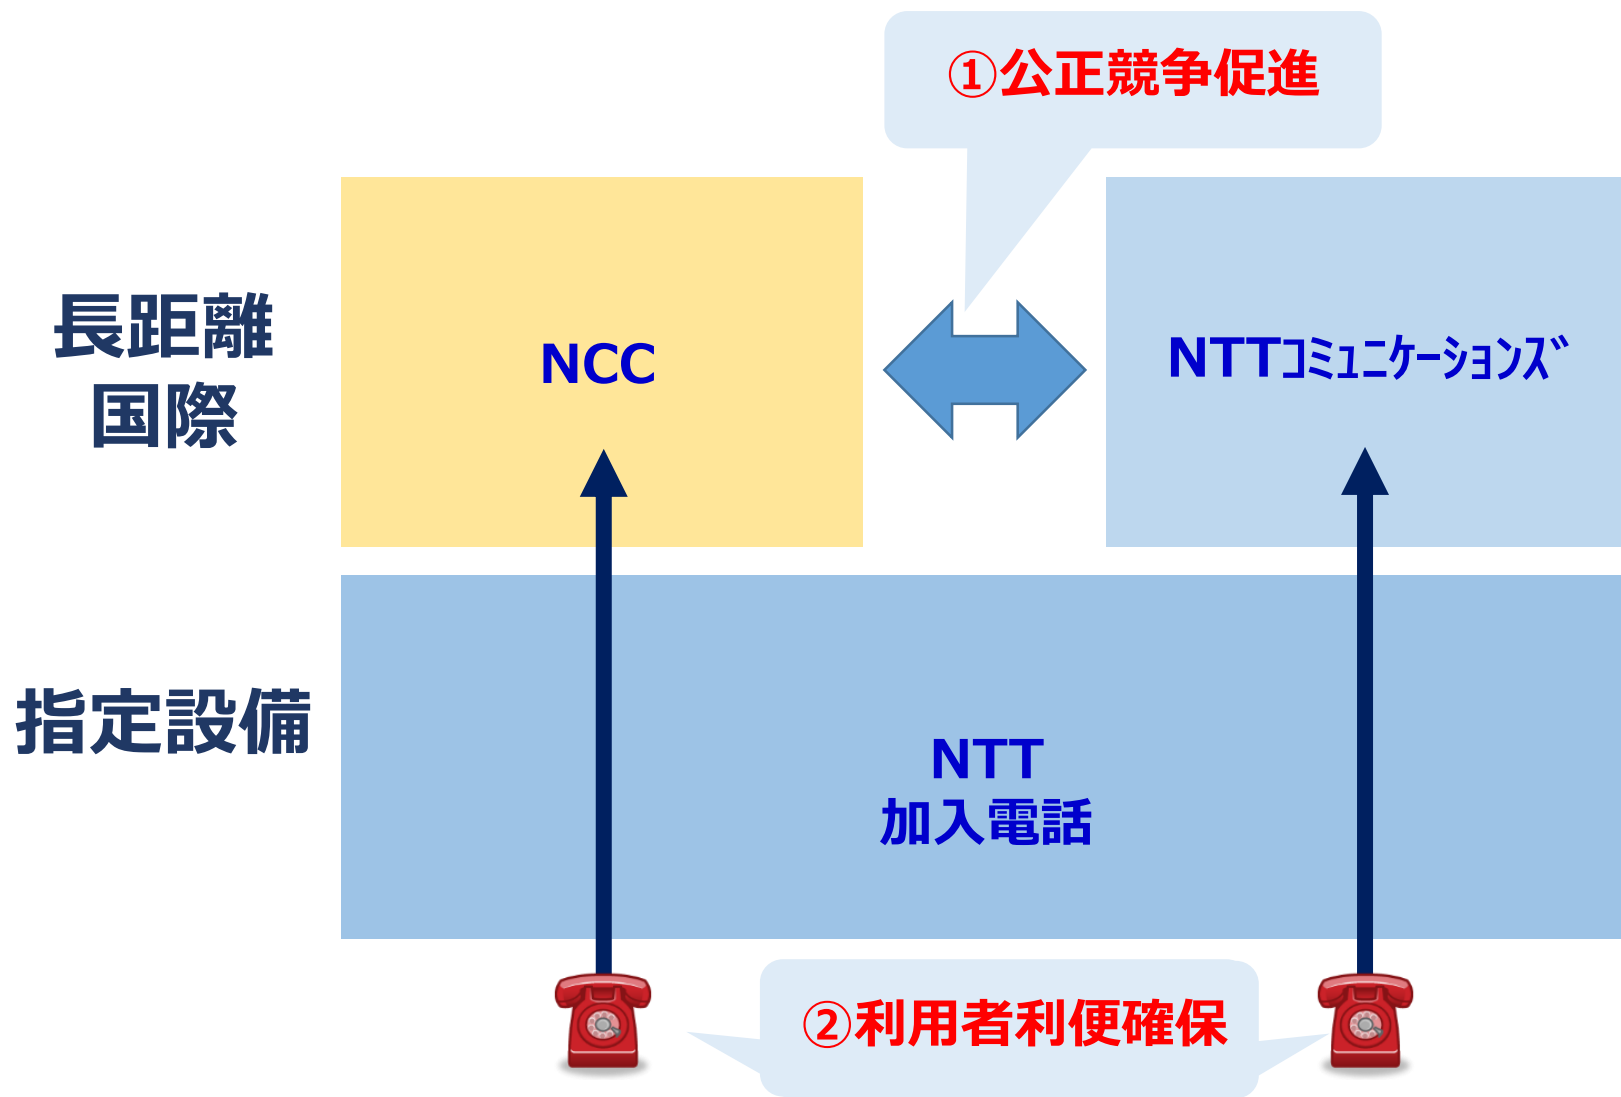 ①公正競争促進
長距離
国際
NCC
NTTｺﾐｭﾆｹｰｼｮﾝｽﾞ
指定設備
NTT
加入電話
②利用者利便確保